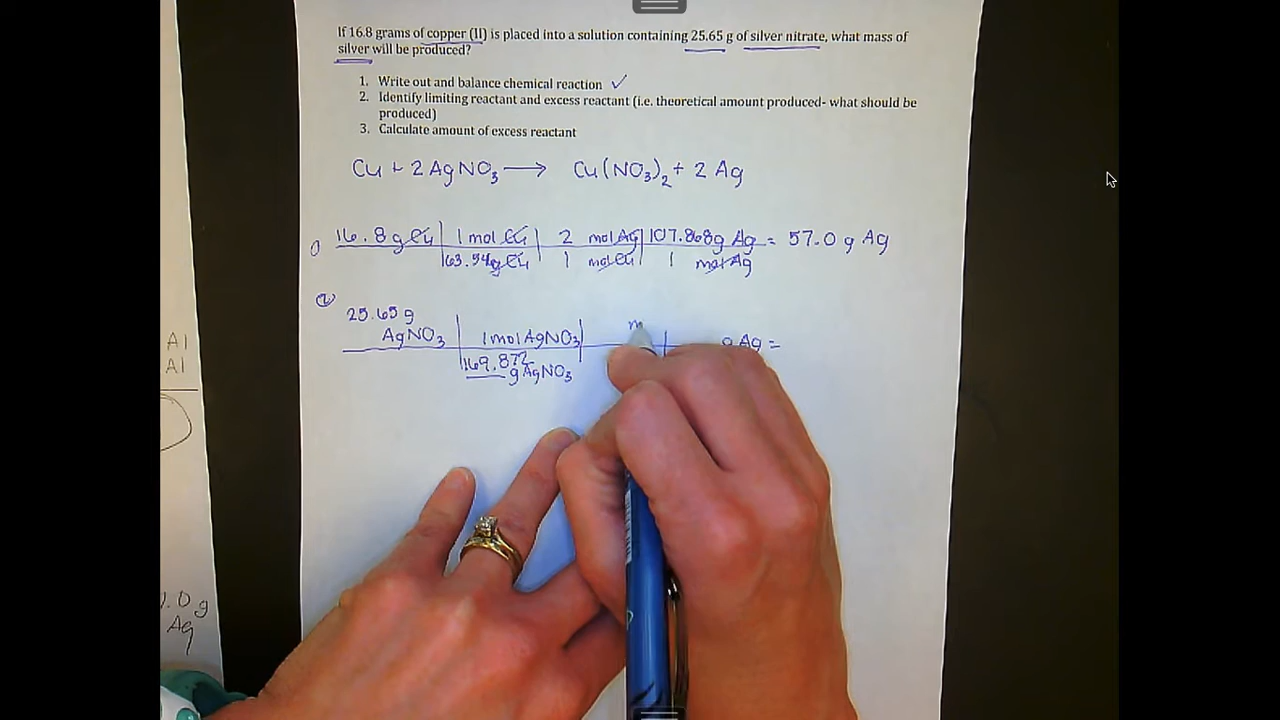 If 16.8 grams of copper (II) is placed into a solution containing 25.65 g of silver nitrate, what mass of
silver will be produced?
1. Write out and balance chemical reaction ✓
2. Identify limiting reactant and excess reactant (i.e. theoretical amount produced- what should be
produced)
3. Calculate amount of excess reactant
Cu + 2 AgNO₃ ⟶ Cu(NO₃)₂ + 2 Ag
1) 16.8 g Cu | 1 mol Cu | 2 mol Ag | 107.868 g Ag = 57.0 g Ag
63.546 g Cu | 1 mol Cu | 1 mol Ag
2)
25.65 g
AgNO₃ | 1 mol AgNO₃ | m | g Ag =
169.872
g AgNO₃
Al
Al
.0 g
Ag